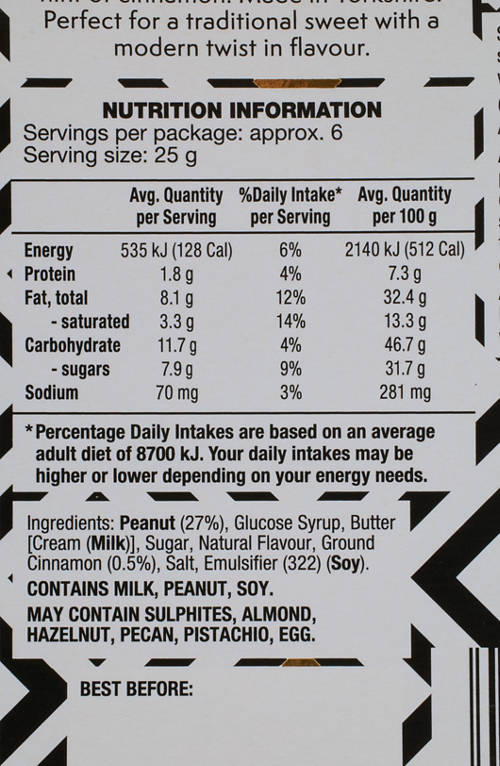 Perfect for a traditional sweet with a
modern twist in flavour.
NUTRITION INFORMATION
Servings per package: approx. 6
Serving size: 25 g
Avg. Quantity %Daily Intake* Avg. Quantity
per Serving per Serving per 100 g
Energy 535 kJ (128 Cal) 6% 2140 kJ (512 Cal)
Protein 1.8 g 4% 7.3 g
Fat, total 8.1 g 12% 32.4 g
- saturated 3.3 g 14% 13.3 g
Carbohydrate 11.7 g 4% 46.7 g
- sugars 7.9 g 9% 31.7 g
Sodium 70 mg 3% 281 mg
*Percentage Daily Intakes are based on an average
adult diet of 8700 kJ. Your daily intakes may be
higher or lower depending on your energy needs.
Ingredients: Peanut (27%), Glucose Syrup, Butter
[Cream (Milk)], Sugar, Natural Flavour, Ground
Cinnamon (0.5%), Salt, Emulsifier (322) (Soy).
CONTAINS MILK, PEANUT, SOY.
MAY CONTAIN SULPHITES, ALMOND,
HAZELNUT, PECAN, PISTACHIO, EGG.
BEST BEFORE: